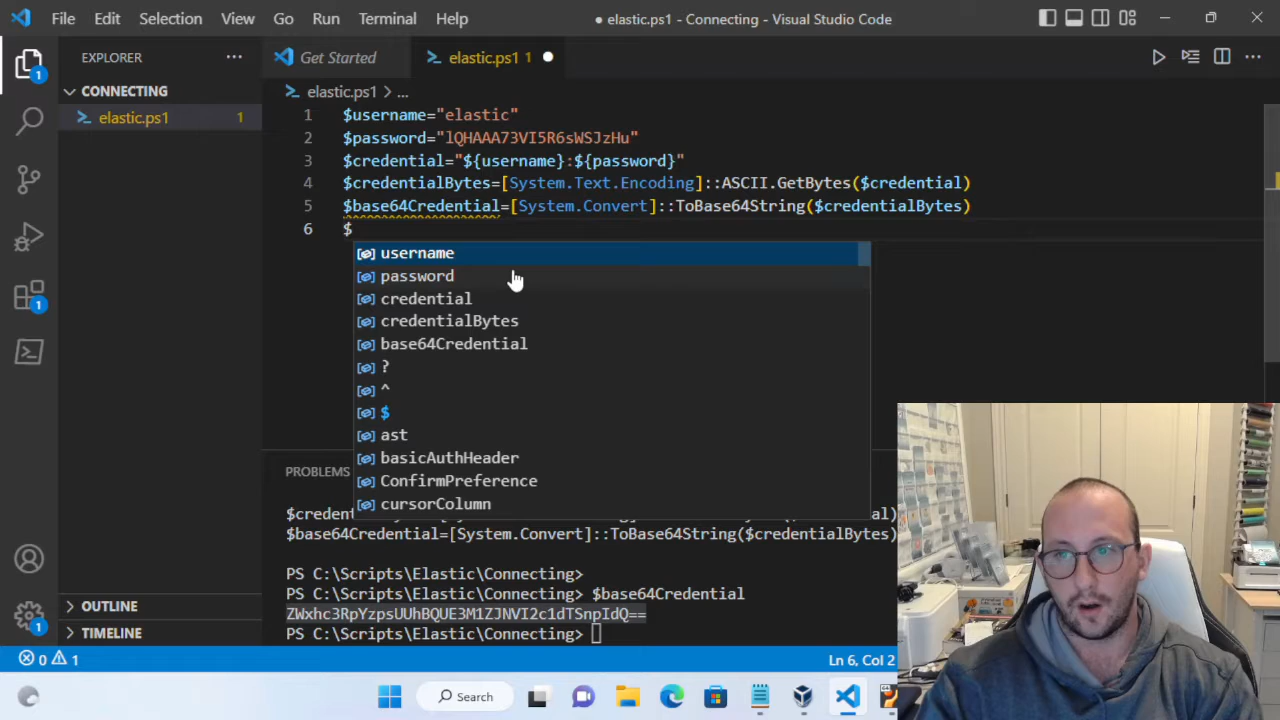 File Edit Selection View Go Run Terminal Help
● elastic.ps1 - Connecting - Visual Studio Code
EXPLORER
Get Started
elastic.ps1 1
CONNECTING
elastic.ps1 1
elastic.ps1 > ...
1 $username="elastic"
2 $password="lQHAAA73VI5R6sWSJzHu"
3 $credential="${username}:${password}"
4 $credentialBytes=[System.Text.Encoding]::ASCII.GetBytes($credential)
5 $base64Credential=[System.Convert]::ToBase64String($credentialBytes)
6 $
username
password
credential
credentialBytes
base64Credential
?
^
$
ast
basicAuthHeader
ConfirmPreference
cursorColumn
PROBLEMS
$base64Credential=[System.Convert]::ToBase64String($credentialBytes)
PS C:\Scripts\Elastic\Connecting>
PS C:\Scripts\Elastic\Connecting> $base64Credential
ZWxhc3RpYzpsUUhBQUE3M1ZJNVI2c1dTSnpIdQ==
PS C:\Scripts\Elastic\Connecting>
OUTLINE
TIMELINE
1
1
1
0 1
Ln 6, Col 2
Search